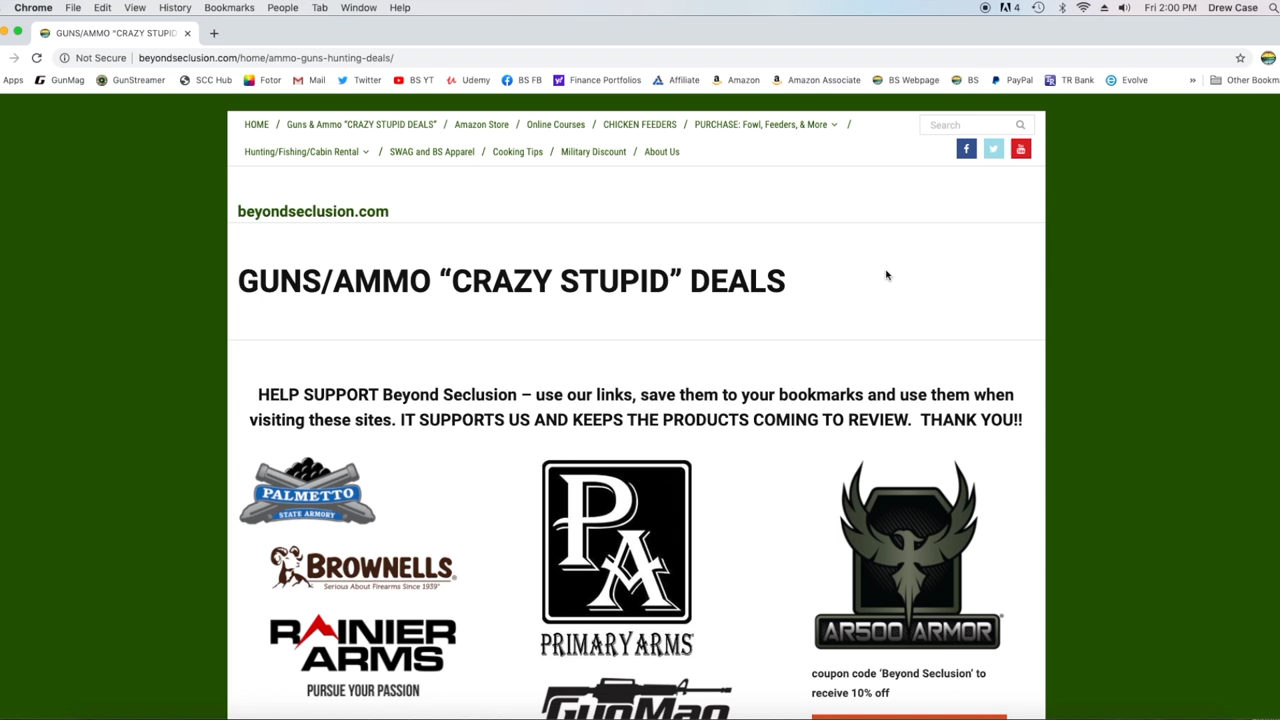 Chrome File Edit View History Bookmarks People Tab Window Help 4 Fri 2:00 PM Drew Case
GUNS/AMMO “CRAZY STUPID
Not Secure beyondseclusion.com/home/ammo-guns-hunting-deals/
Apps GunMag GunStreamer SCC Hub Fotor Mail Twitter BS YT Udemy BS FB Finance Portfolios Affiliate Amazon Amazon Associate BS Webpage BS PayPal TR Bank Evolve » Other Bookm
HOME / Guns & Ammo “CRAZY STUPID DEALS” / Amazon Store / Online Courses / CHICKEN FEEDERS / PURCHASE: Fowl, Feeders, & More / Search
Hunting/Fishing/Cabin Rental / SWAG and BS Apparel / Cooking Tips / Military Discount / About Us
beyondseclusion.com
GUNS/AMMO “CRAZY STUPID” DEALS
HELP SUPPORT Beyond Seclusion – use our links, save them to your bookmarks and use them when
visiting these sites. IT SUPPORTS US AND KEEPS THE PRODUCTS COMING TO REVIEW. THANK YOU!!
PALMETTO
STATE ARMORY
BROWNELLS
Serious About Firearms Since 1939
RAINIER
ARMS
PURSUE YOUR PASSION
PA
PRIMARY ARMS
GunMag
AR500 ARMOR
coupon code ‘Beyond Seclusion’ to
receive 10% off